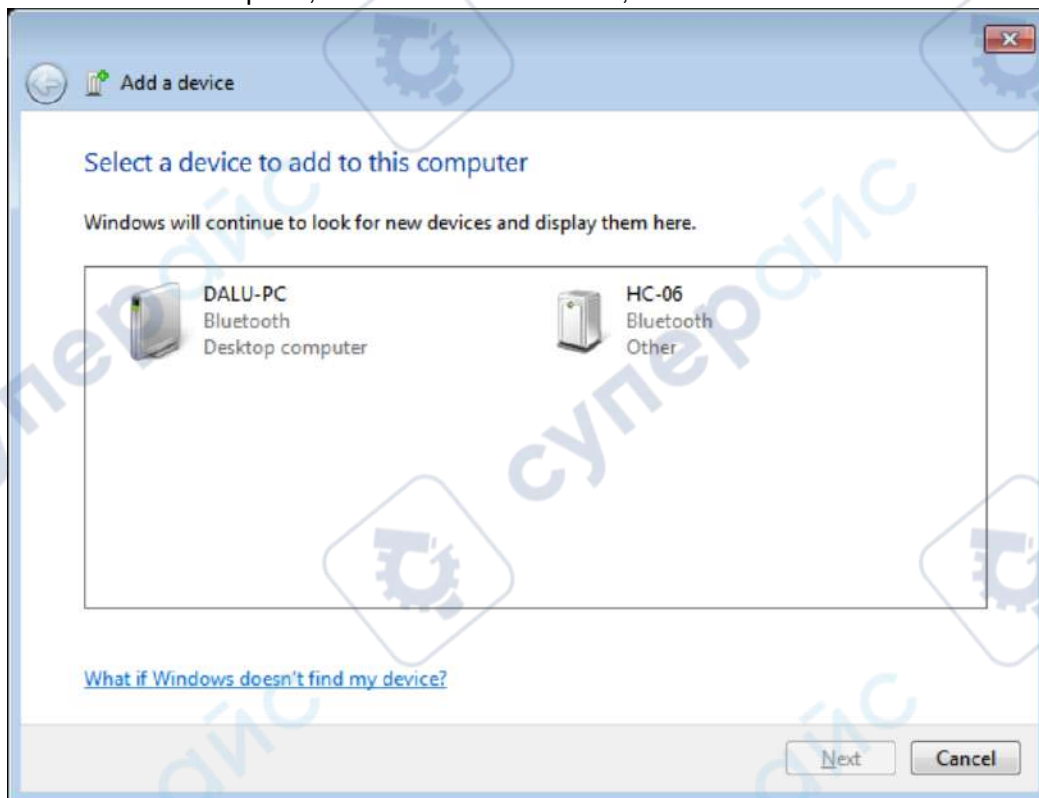 Add a device
Select a device to add to this computer
Windows will continue to look for new devices and display them here.
DALU-PC
Bluetooth
Desktop computer
HC-06
Bluetooth
Other
What if Windows doesn't find my device?
Next
Cancel
суперайс